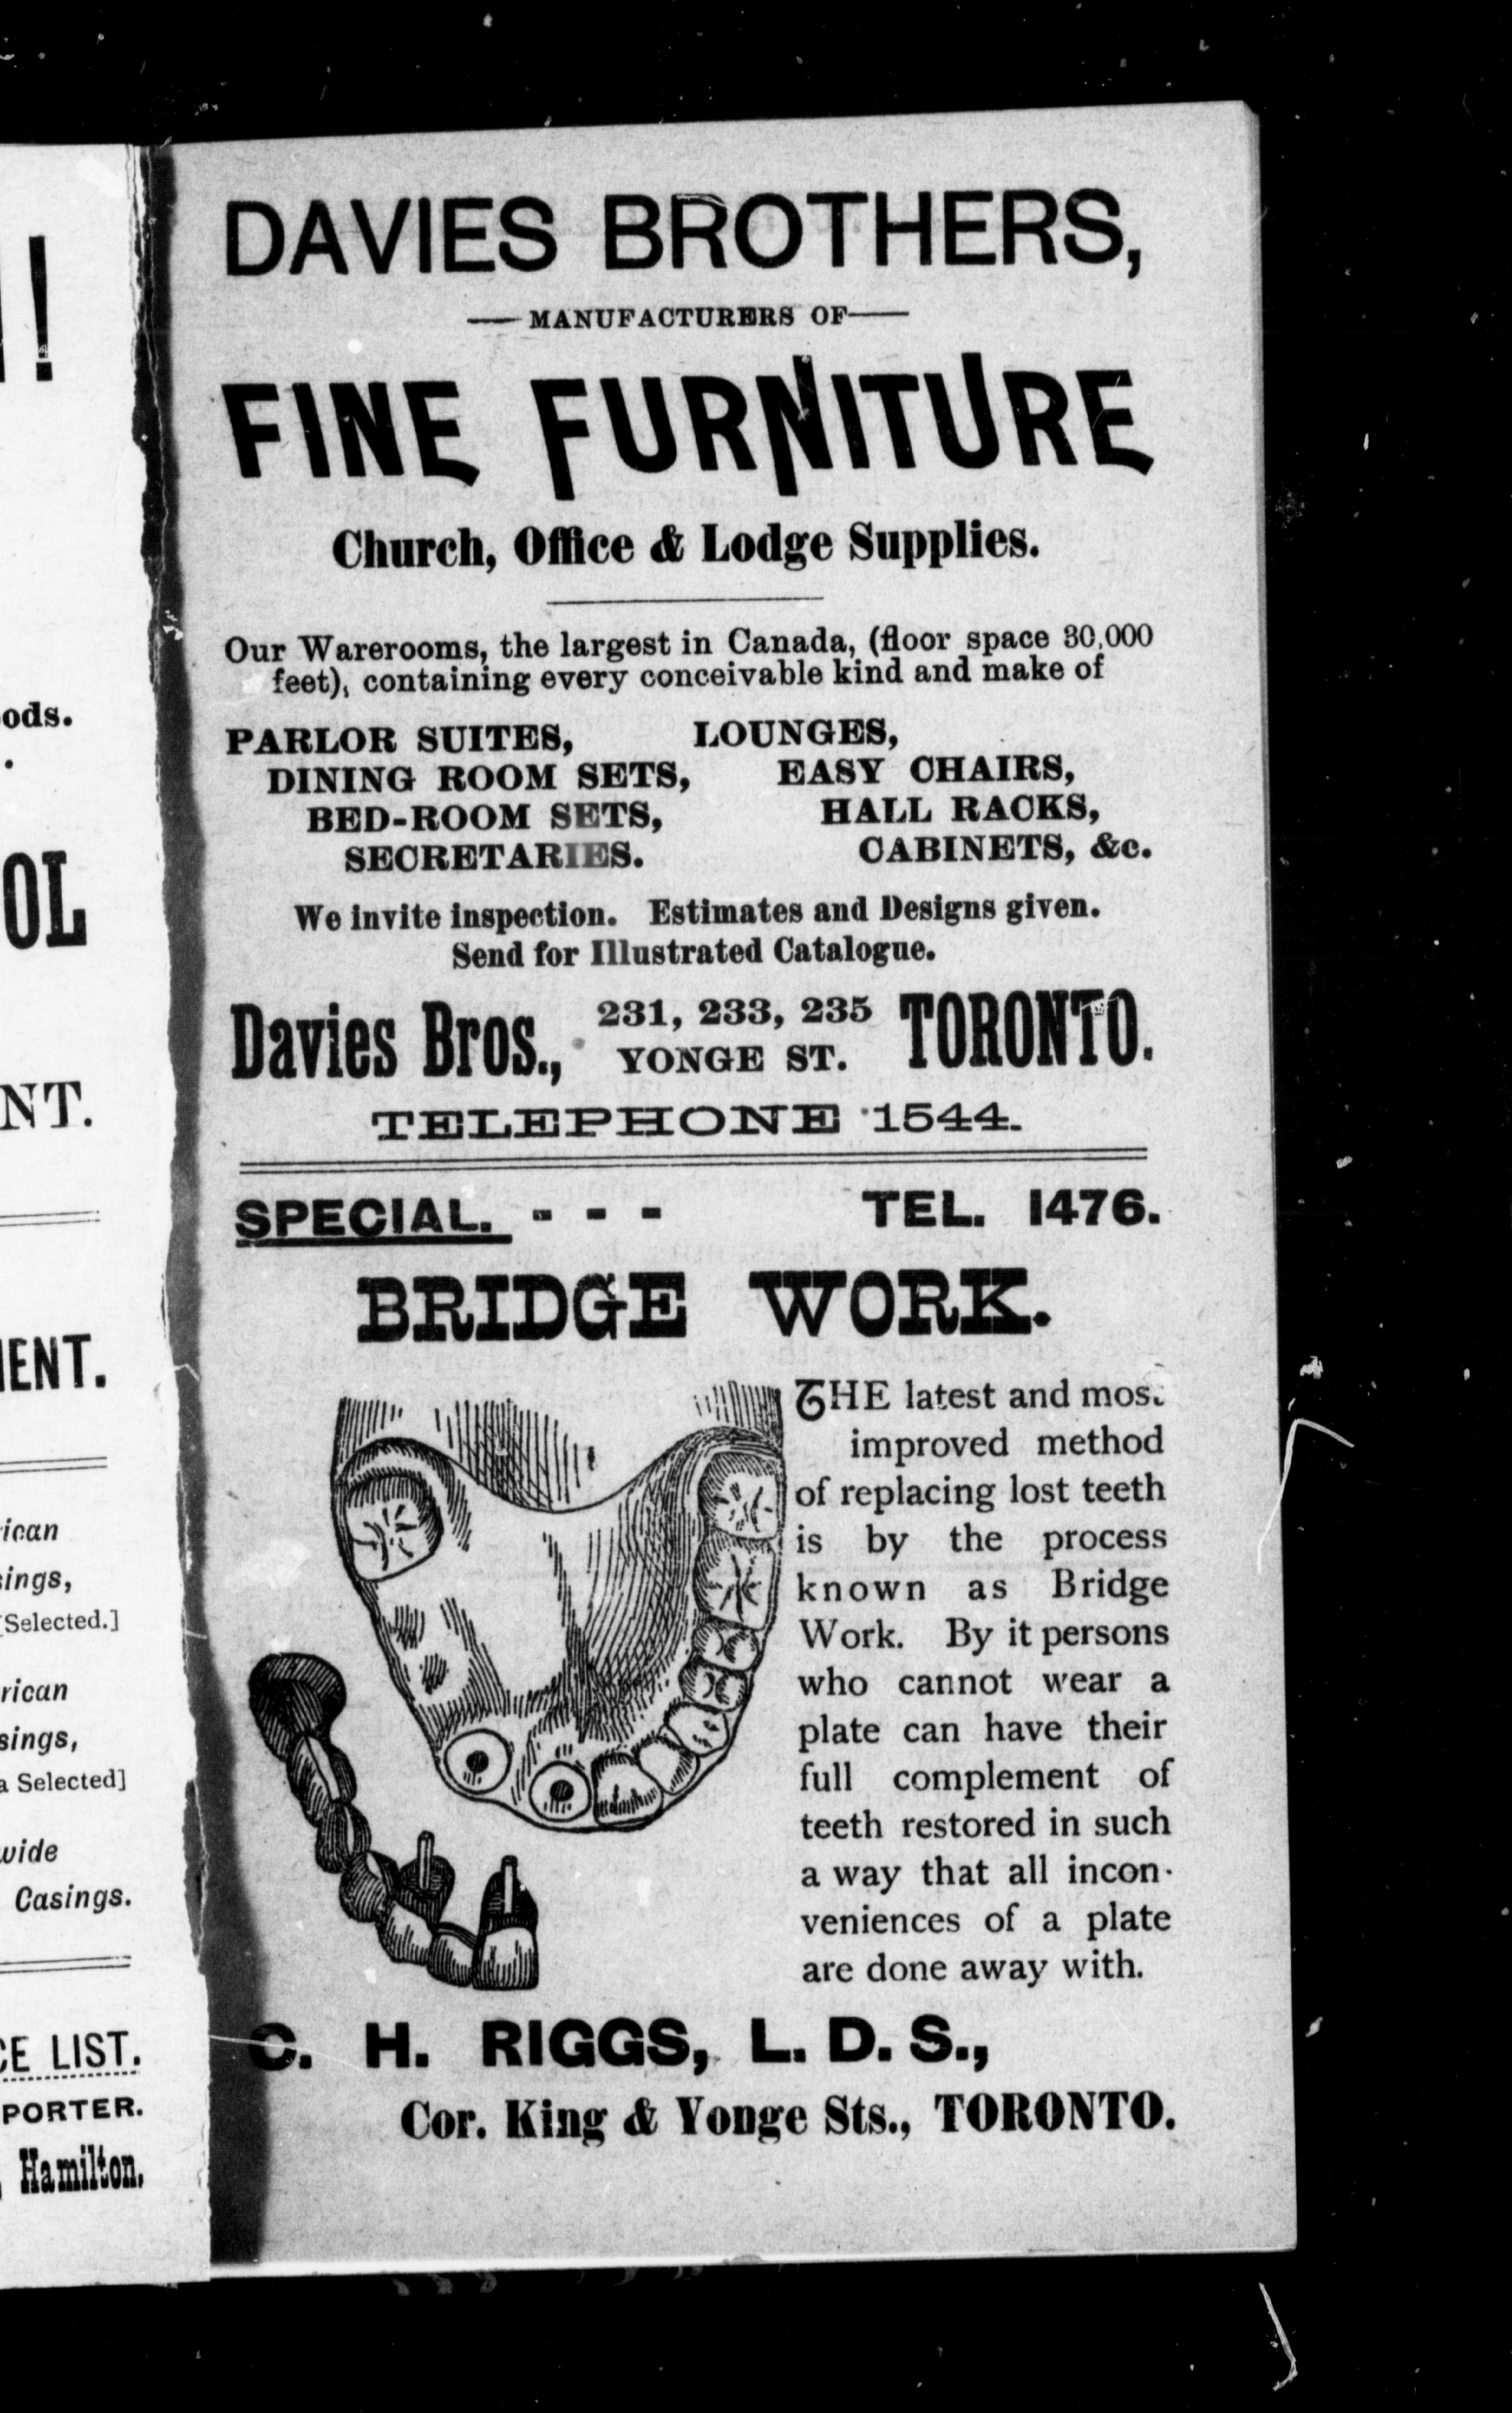 !
ods.
OL
NT.
ENT.
ican
ings,
[Selected.]
rican
sings,
a Selected]
wide
Casings.
CE LIST.
PORTER.
Hamilton.
DAVIES BROTHERS,
— MANUFACTURERS OF —
FINE FURNITURE
Church, Office & Lodge Supplies.
Our Warerooms, the largest in Canada, (floor space 30,000
feet), containing every conceivable kind and make of
PARLOR SUITES, LOUNGES,
DINING ROOM SETS, EASY CHAIRS,
BED-ROOM SETS, HALL RACKS,
SECRETARIES. CABINETS, &c.
We invite inspection. Estimates and Designs given.
Send for Illustrated Catalogue.
Davies Bros., 231, 233, 235 YONGE ST. TORONTO.
TELEPHONE 1544.
SPECIAL. - - - TEL. 1476.
BRIDGE WORK.
THE latest and most
improved method
of replacing lost teeth
is by the process
known as Bridge
Work. By it persons
who cannot wear a
plate can have their
full complement of
teeth restored in such
a way that all incon-
veniences of a plate
are done away with.
C. H. RIGGS, L. D. S.,
Cor. King & Yonge Sts., TORONTO.